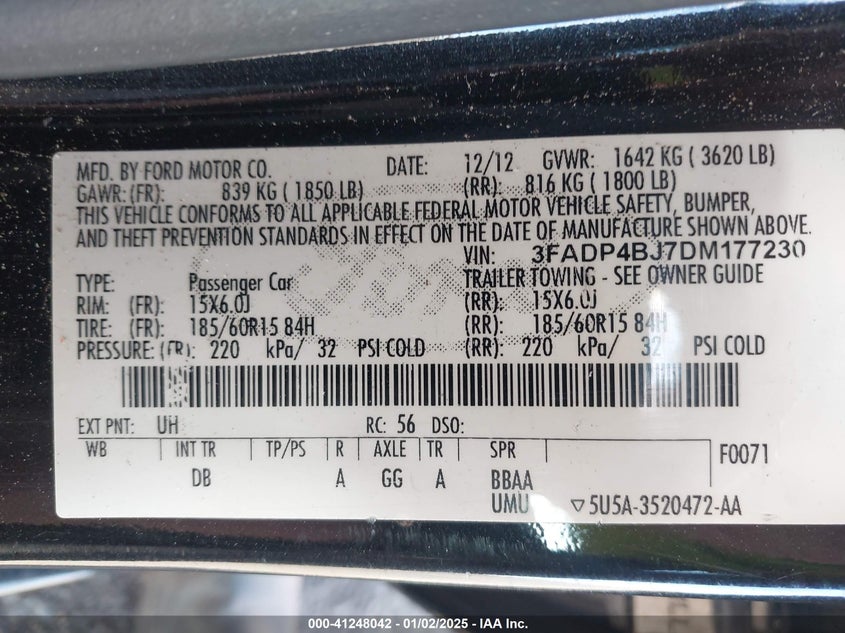 MFD. BY FORD MOTOR CO. DATE: 12/12 GVWR: 1642 KG ( 3620 LB)
GAWR: (FR): 839 KG ( 1850 LB) (RR): 816 KG ( 1800 LB)
THIS VEHICLE CONFORMS TO ALL APPLICABLE FEDERAL MOTOR VEHICLE SAFETY, BUMPER,
AND THEFT PREVENTION STANDARDS IN EFFECT ON THE DATE OF MANUFACTURE SHOWN ABOVE.
VIN: 3FADP4BJ7DM177230
TYPE: Passenger Car TRAILER TOWING - SEE OWNER GUIDE
RIM: (FR): 15X6.0J (RR): 15X6.0J
TIRE: (FR): 185/60R15 84H (RR): 185/60R15 84H
PRESSURE: (FR): 220 kPa/ 32 PSI COLD (RR): 220 kPa/ 32 PSI COLD
EXT PNT: UH RC: 56 DSO:
WB INT TR TP/PS R AXLE TR SPR F0071
DB A GG A BBAA
UMU ▽5U5A-3520472-AA
000-41248042 - 01/02/2025 - IAA Inc.